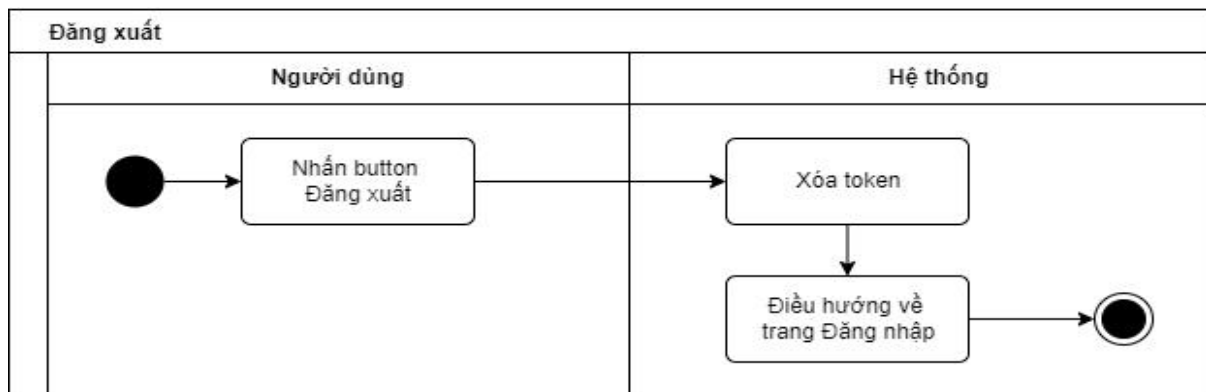 Đăng xuất
Người dùng
Hệ thống
Nhấn button
Đăng xuất
Xóa token
Điều hướng về
trang Đăng nhập